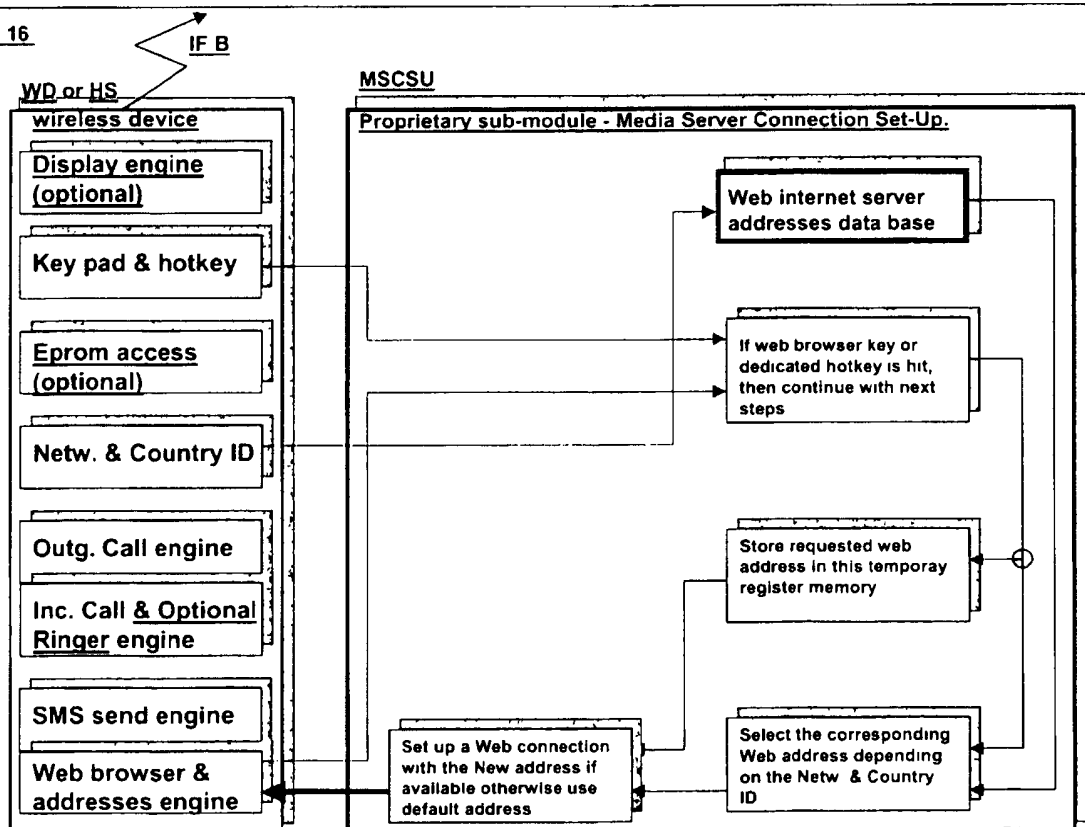 16
IF B
WD or HS
wireless device
Display engine
(optional)
Key pad & hotkey
Eprom access
(optional)
Netw. & Country ID
Outg. Call engine
Inc. Call & Optional
Ringer engine
SMS send engine
Web browser &
addresses engine
MSCSU
Proprietary sub-module - Media Server Connection Set-Up.
Web internet server
addresses data base
If web browser key or
dedicated hotkey is hit,
then continue with next
steps
Store requested web
address in this temporay
register memory
Select the corresponding
Web address depending
on the Netw & Country
ID
Set up a Web connection
with the New address if
available otherwise use
default address